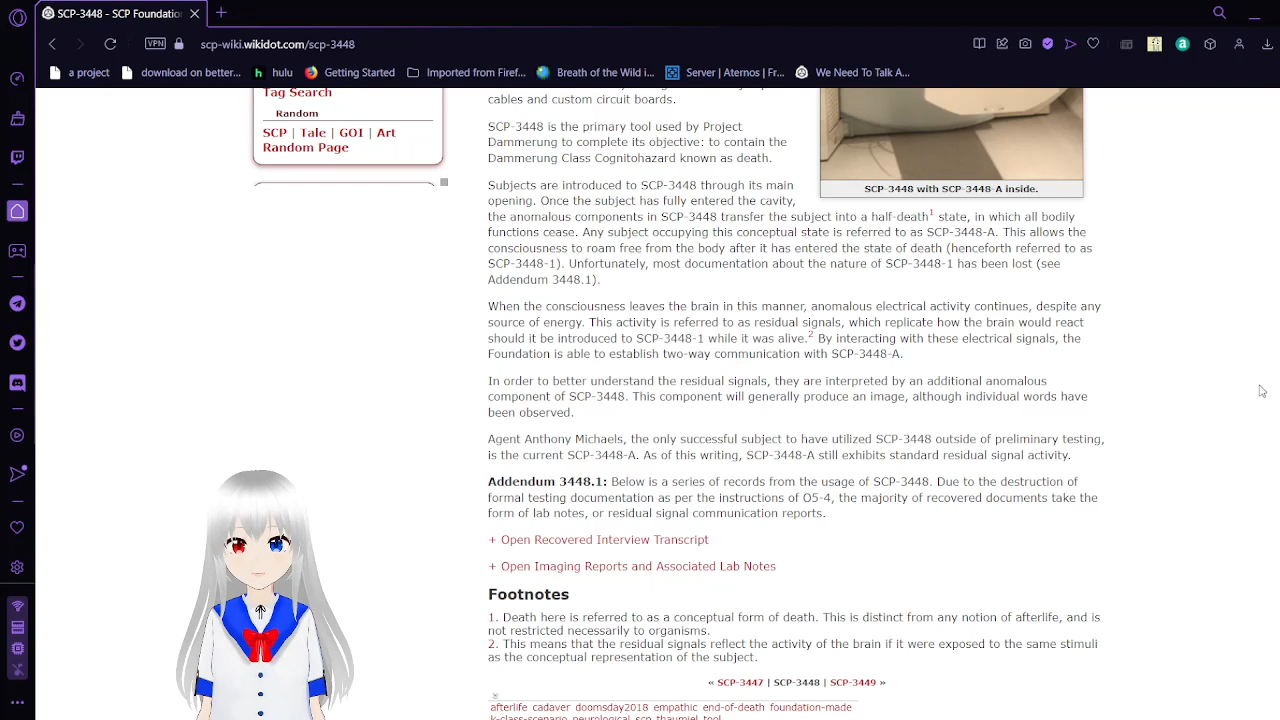 SCP-3448 - SCP Foundation
VPN
scp-wiki.wikidot.com/scp-3448
a project
download on better...
hulu
Getting Started
Imported from Firef...
Breath of the Wild i...
Server | Aternos | Fr...
We Need To Talk A...
Tag Search
Random
SCP | Tale | GOI | Art
Random Page
cables and custom circuit boards.
SCP-3448 is the primary tool used by Project
Dammerung to complete its objective: to contain the
Dammerung Class Cognitohazard known as death.
SCP-3448 with SCP-3448-A inside.
Subjects are introduced to SCP-3448 through its main
opening. Once the subject has fully entered the cavity,
the anomalous components in SCP-3448 transfer the subject into a half-death1 state, in which all bodily
functions cease. Any subject occupying this conceptual state is referred to as SCP-3448-A. This allows the
consciousness to roam free from the body after it has entered the state of death (henceforth referred to as
SCP-3448-1). Unfortunately, most documentation about the nature of SCP-3448-1 has been lost (see
Addendum 3448.1).
When the consciousness leaves the brain in this manner, anomalous electrical activity continues, despite any
source of energy. This activity is referred to as residual signals, which replicate how the brain would react
should it be introduced to SCP-3448-1 while it was alive.2 By interacting with these electrical signals, the
Foundation is able to establish two-way communication with SCP-3448-A.
In order to better understand the residual signals, they are interpreted by an additional anomalous
component of SCP-3448. This component will generally produce an image, although individual words have
been observed.
Agent Anthony Michaels, the only successful subject to have utilized SCP-3448 outside of preliminary testing,
is the current SCP-3448-A. As of this writing, SCP-3448-A still exhibits standard residual signal activity.
Addendum 3448.1: Below is a series of records from the usage of SCP-3448. Due to the destruction of
formal testing documentation as per the instructions of O5-4, the majority of recovered documents take the
form of lab notes, or residual signal communication reports.
+ Open Recovered Interview Transcript
+ Open Imaging Reports and Associated Lab Notes
Footnotes
1. Death here is referred to as a conceptual form of death. This is distinct from any notion of afterlife, and is
not restricted necessarily to organisms.
2. This means that the residual signals reflect the activity of the brain if it were exposed to the same stimuli
as the conceptual representation of the subject.
« SCP-3447 | SCP-3448 | SCP-3449 »
afterlife cadaver doomsday2018 empathic end-of-death foundation-made
k-class-scenario neurological scp thaumiel tool